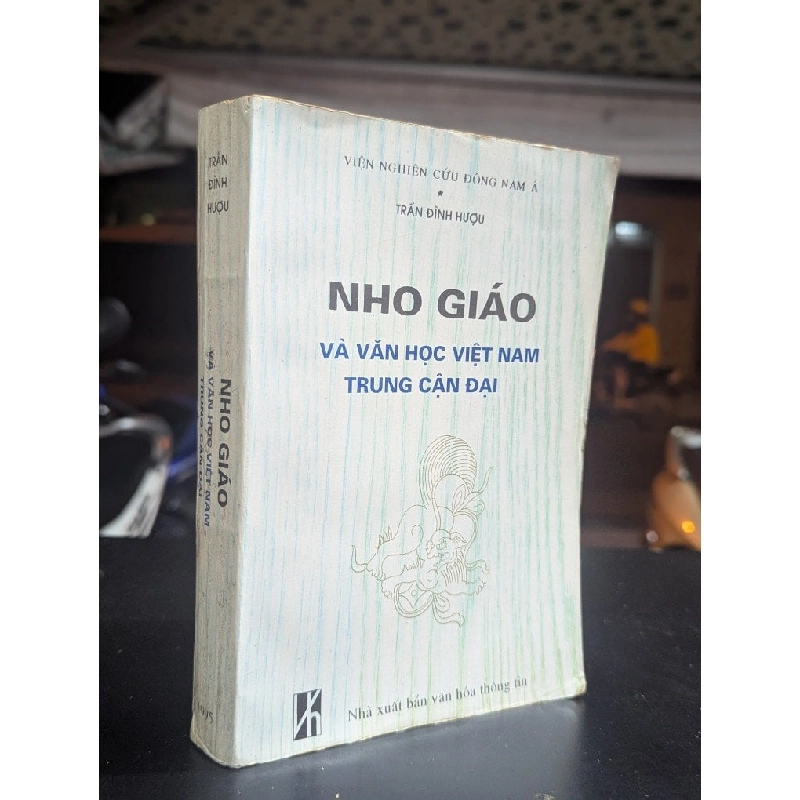 VIỆN NGHIÊN CỨU ĐÔNG NAM Á
*
TRẦN ĐÌNH HƯỢU
NHO GIÁO
VÀ VĂN HỌC VIỆT NAM
TRUNG CẬN ĐẠI
Nhà xuất bản văn hóa thông tin
TRẦN
ĐÌNH
HƯỢU
NHO GIÁO
VÀ VĂN HỌC VIỆT NAM
TRUNG CẬN ĐẠI
1995